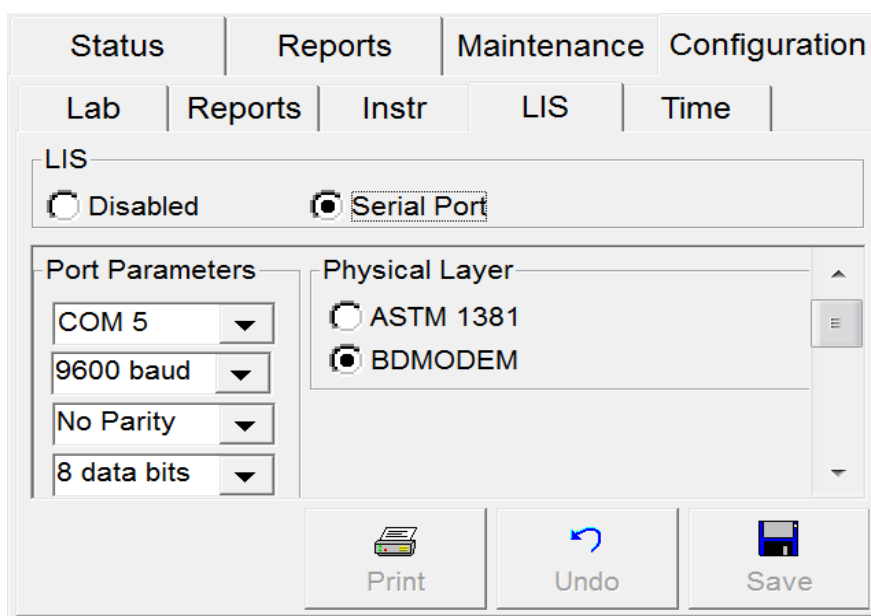 Status Reports Maintenance Configuration
Lab Reports Instr LIS Time
LIS
Disabled Serial Port
Port Parameters
COM 5
9600 baud
No Parity
8 data bits
Physical Layer
ASTM 1381
BDMODEM
Print Undo Save